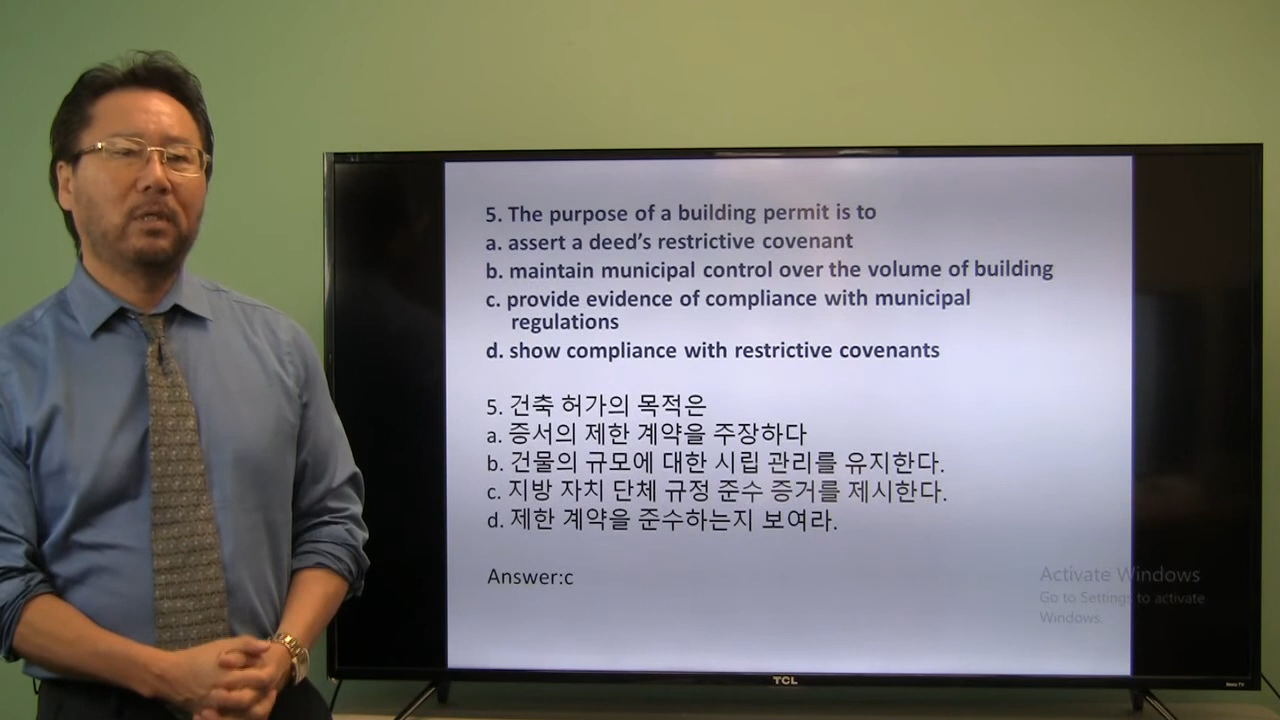 5. The purpose of a building permit is to
a. assert a deed's restrictive covenant
b. maintain municipal control over the volume of building
c. provide evidence of compliance with municipal
regulations
d. show compliance with restrictive covenants
5. 건축 허가의 목적은
a. 증서의 제한 계약을 주장하다
b. 건물의 규모에 대한 시립 관리를 유지한다.
c. 지방 자치 단체 규정 준수 증거를 제시한다.
d. 제한 계약을 준수하는지 보여라.
Answer:c
Activate Windows
Go to Settings to activate
Windows.
TCL
Roku TV